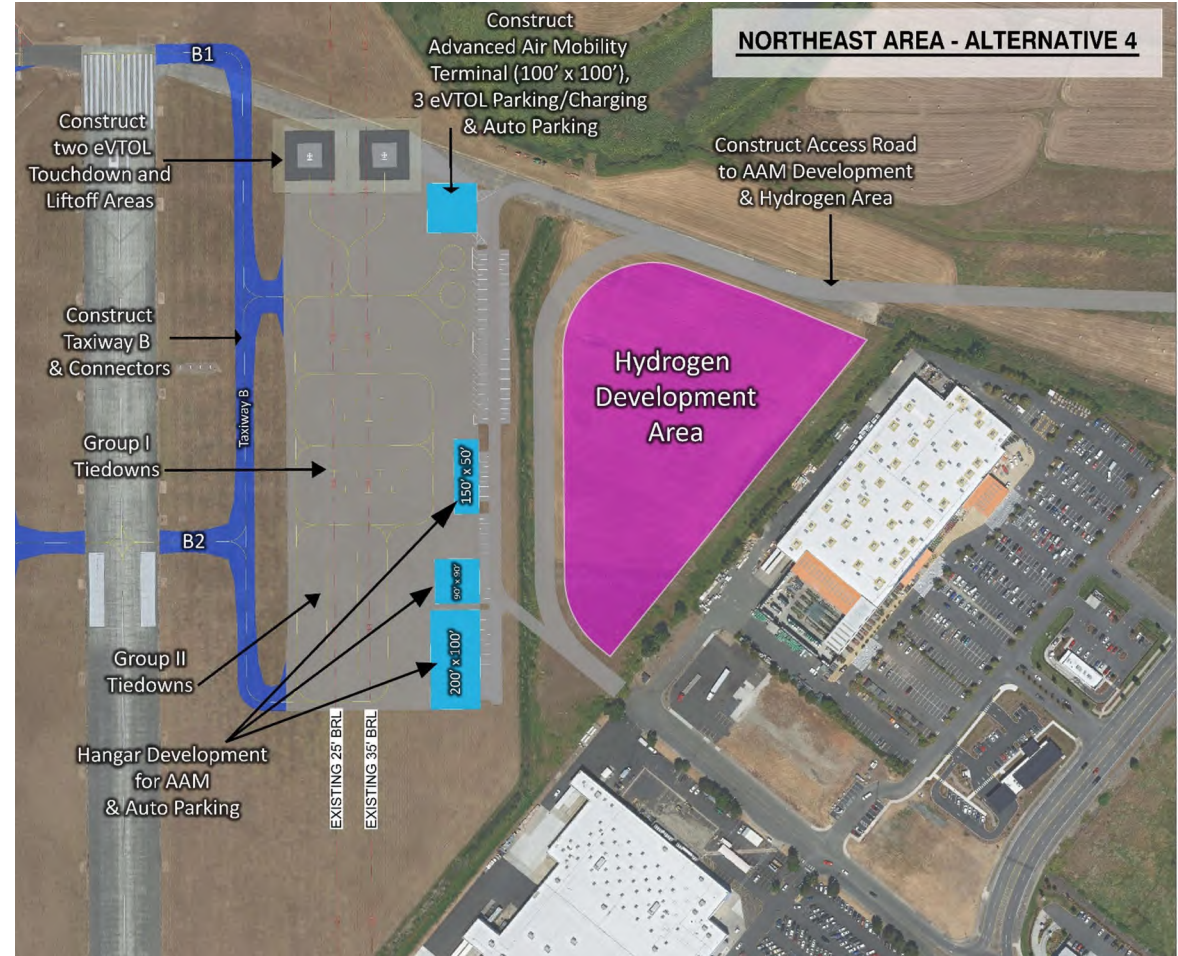 NORTHEAST AREA - ALTERNATIVE 4
Construct
Advanced Air Mobility
Terminal (100' x 100'),
3 eVTOL Parking/Charging
& Auto Parking
B1
Construct
two eVTOL
Touchdown and
Liftoff Areas
Construct Access Road
to AAM Development
& Hydrogen Area
Construct
Taxiway B
& Connectors
Taxiway B
Hydrogen
Development
Area
Group I
Tiedowns
150' x 50'
B2
90' x 90'
200' x 100'
Group II
Tiedowns
Hangar Development
for AAM
& Auto Parking
EXISTING 25' BRL
EXISTING 35' BRL